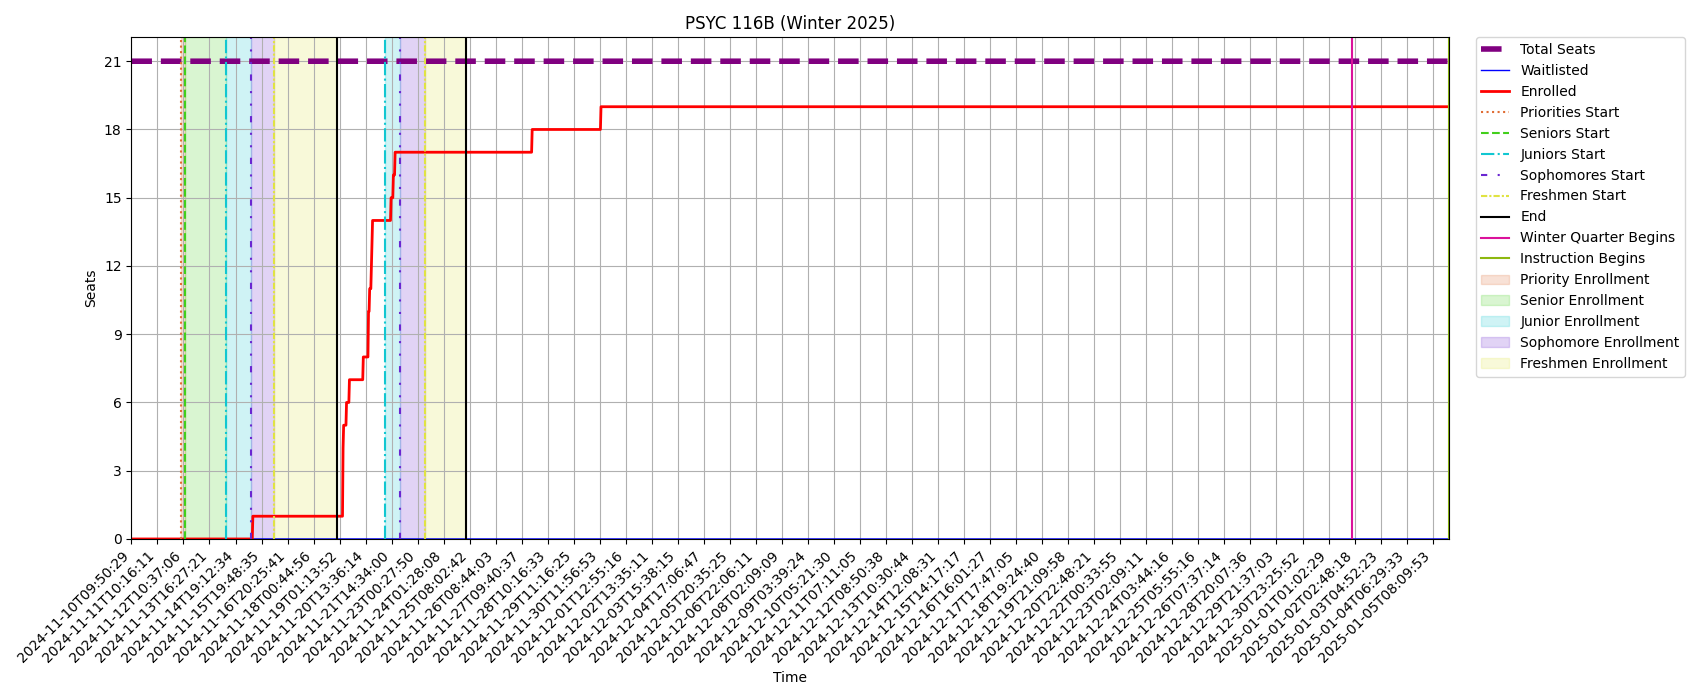 PSYC 116B (Winter 2025)
Seats
21
18
15
12
9
6
3
0
2024-11-10T09:50:29
2024-11-11T10:16:11
2024-11-12T10:37:06
2024-11-13T16:27:21
2024-11-14T19:12:34
2024-11-15T19:48:35
2024-11-16T20:25:41
2024-11-18T00:44:56
2024-11-19T01:13:52
2024-11-20T13:36:14
2024-11-21T14:34:00
2024-11-23T00:27:50
2024-11-24T01:28:05
2024-11-25T08:02:42
2024-11-26T08:44:03
2024-11-27T09:40:37
2024-11-28T10:16:33
2024-11-29T11:16:25
2024-11-30T11:56:53
2024-12-01T12:55:16
2024-12-02T13:35:11
2024-12-03T15:38:15
2024-12-04T17:06:47
2024-12-05T20:35:25
2024-12-06T22:06:11
2024-12-08T02:09:09
2024-12-09T03:39:24
2024-12-10T05:21:30
2024-12-11T07:11:05
2024-12-12T08:50:38
2024-12-13T10:30:44
2024-12-14T12:08:31
2024-12-15T14:17:17
2024-12-16T16:01:27
2024-12-17T17:47:05
2024-12-18T19:24:40
2024-12-19T21:09:58
2024-12-20T22:48:21
2024-12-22T00:33:55
2024-12-23T02:09:11
2024-12-24T03:44:16
2024-12-25T05:55:16
2024-12-26T07:37:14
2024-12-28T20:07:36
2024-12-29T21:37:03
2024-12-30T23:25:52
2025-01-01T01:02:29
2025-01-02T02:48:18
2025-01-03T04:52:23
2025-01-04T06:29:33
2025-01-05T08:09:53
Time
Total Seats
Waitlisted
Enrolled
Priorities Start
Seniors Start
Juniors Start
Sophomores Start
Freshmen Start
End
Winter Quarter Begins
Instruction Begins
Priority Enrollment
Senior Enrollment
Junior Enrollment
Sophomore Enrollment
Freshmen Enrollment